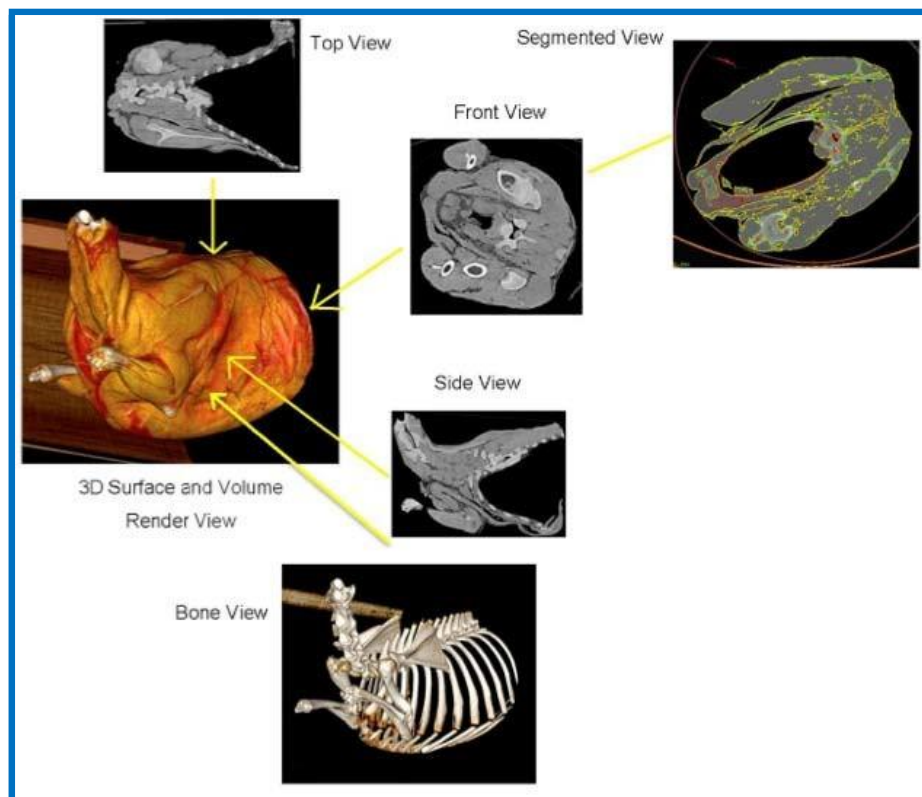 Top View
Segmented View
Front View
Side View
3D Surface and Volume
Render View
Bone View